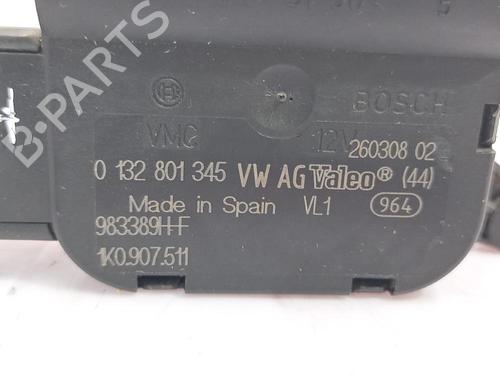 BOSCH
VMC 12V
260308 02
0 132 801 345 VW AG Valeo® (44)
Made in Spain VL1 964
983389H-F
1K0.907.511
B-PARTS